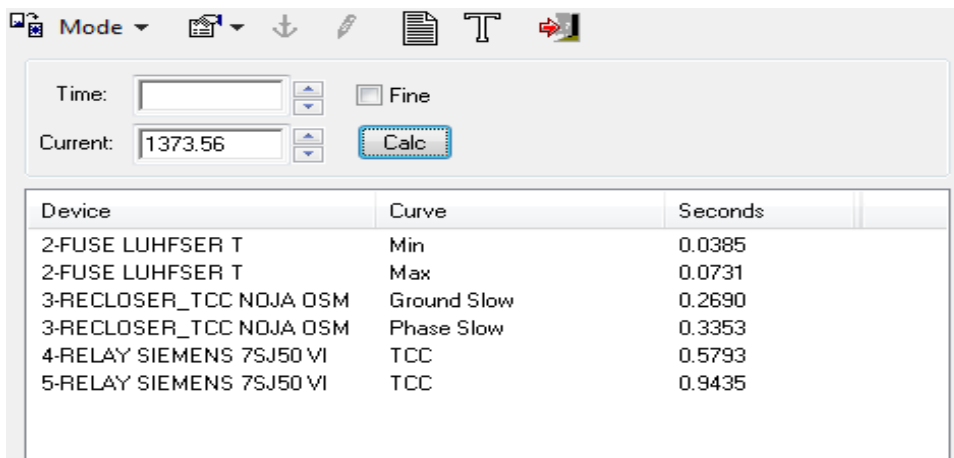 Mode T
Time: Fine
Current: 1373.56 Calc
Device Curve Seconds
2-FUSE LUHFSER T Min 0.0385
2-FUSE LUHFSER T Max 0.0731
3-RECLOSER_TCC NOJA OSM Ground Slow 0.2690
3-RECLOSER_TCC NOJA OSM Phase Slow 0.3353
4-RELAY SIEMENS 7SJ50 VI TCC 0.5793
5-RELAY SIEMENS 7SJ50 VI TCC 0.9435